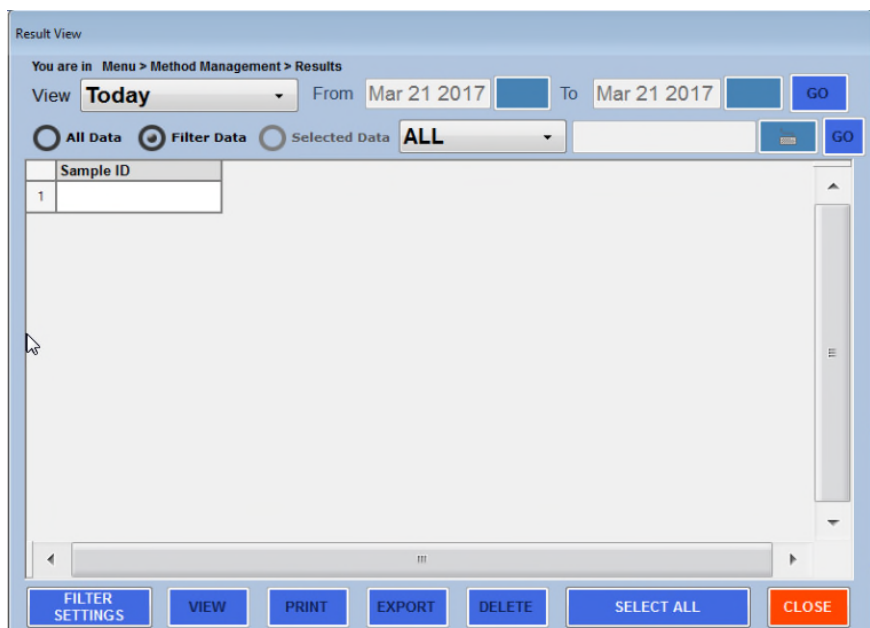 Result View
You are in Menu > Method Management > Results
View Today From Mar 21 2017 To Mar 21 2017 GO
All Data Filter Data Selected Data ALL GO
Sample ID
1
FILTER SETTINGS VIEW PRINT EXPORT DELETE SELECT ALL CLOSE